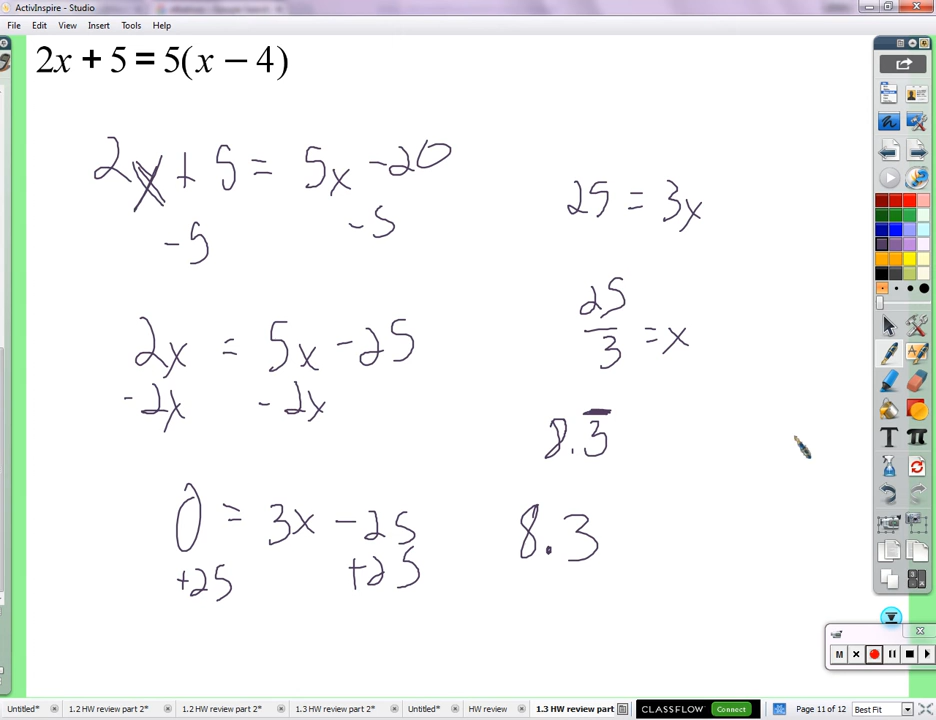 ActivInspire - Studio
File Edit View Insert Tools Help
2x + 5 = 5(x − 4)
2x + 5 = 5x - 20
-5 -5
2x = 5x - 25
-2x -2x
0 = 3x - 25
+25 +25
25 = 3x
25/3 = x
8.3̅
8.3
M
Untitled* 1.2 HW review part 2* 1.2 HW review part 2* 1.3 HW review part 2* Untitled* HW review 1.3 HW review part CLASSFLOW Connect Page 11 of 12 Best Fit